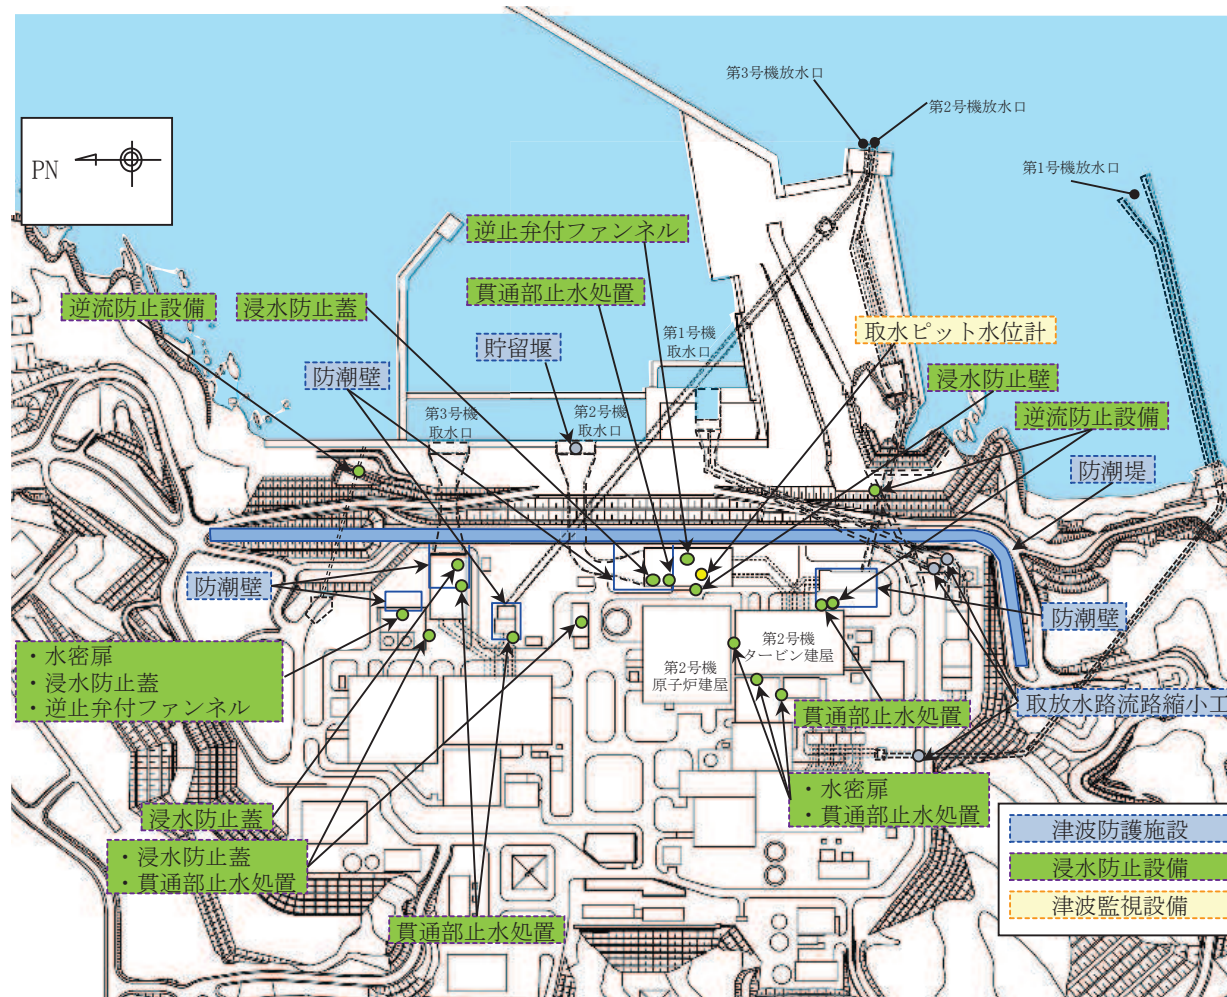 第3号機放水口
第2号機放水口
第1号機放水口
PN
逆止弁付ファンネル
貫通部止水処置
逆流防止設備
浸水防止蓋
貯留堰
第1号機
取水口
取水ピット水位計
防潮壁
浸水防止壁
第3号機
取水口
第2号機
取水口
逆流防止設備
防潮堤
防潮壁
防潮壁
・水密扉
・浸水防止蓋
・逆止弁付ファンネル
第2号機
タービン建屋
第2号機
原子炉建屋
貫通部止水処置
取放水路流路縮小工
浸水防止蓋
・水密扉
・貫通部止水処置
・浸水防止蓋
・貫通部止水処置
貫通部止水処置
津波防護施設
浸水防止設備
津波監視設備